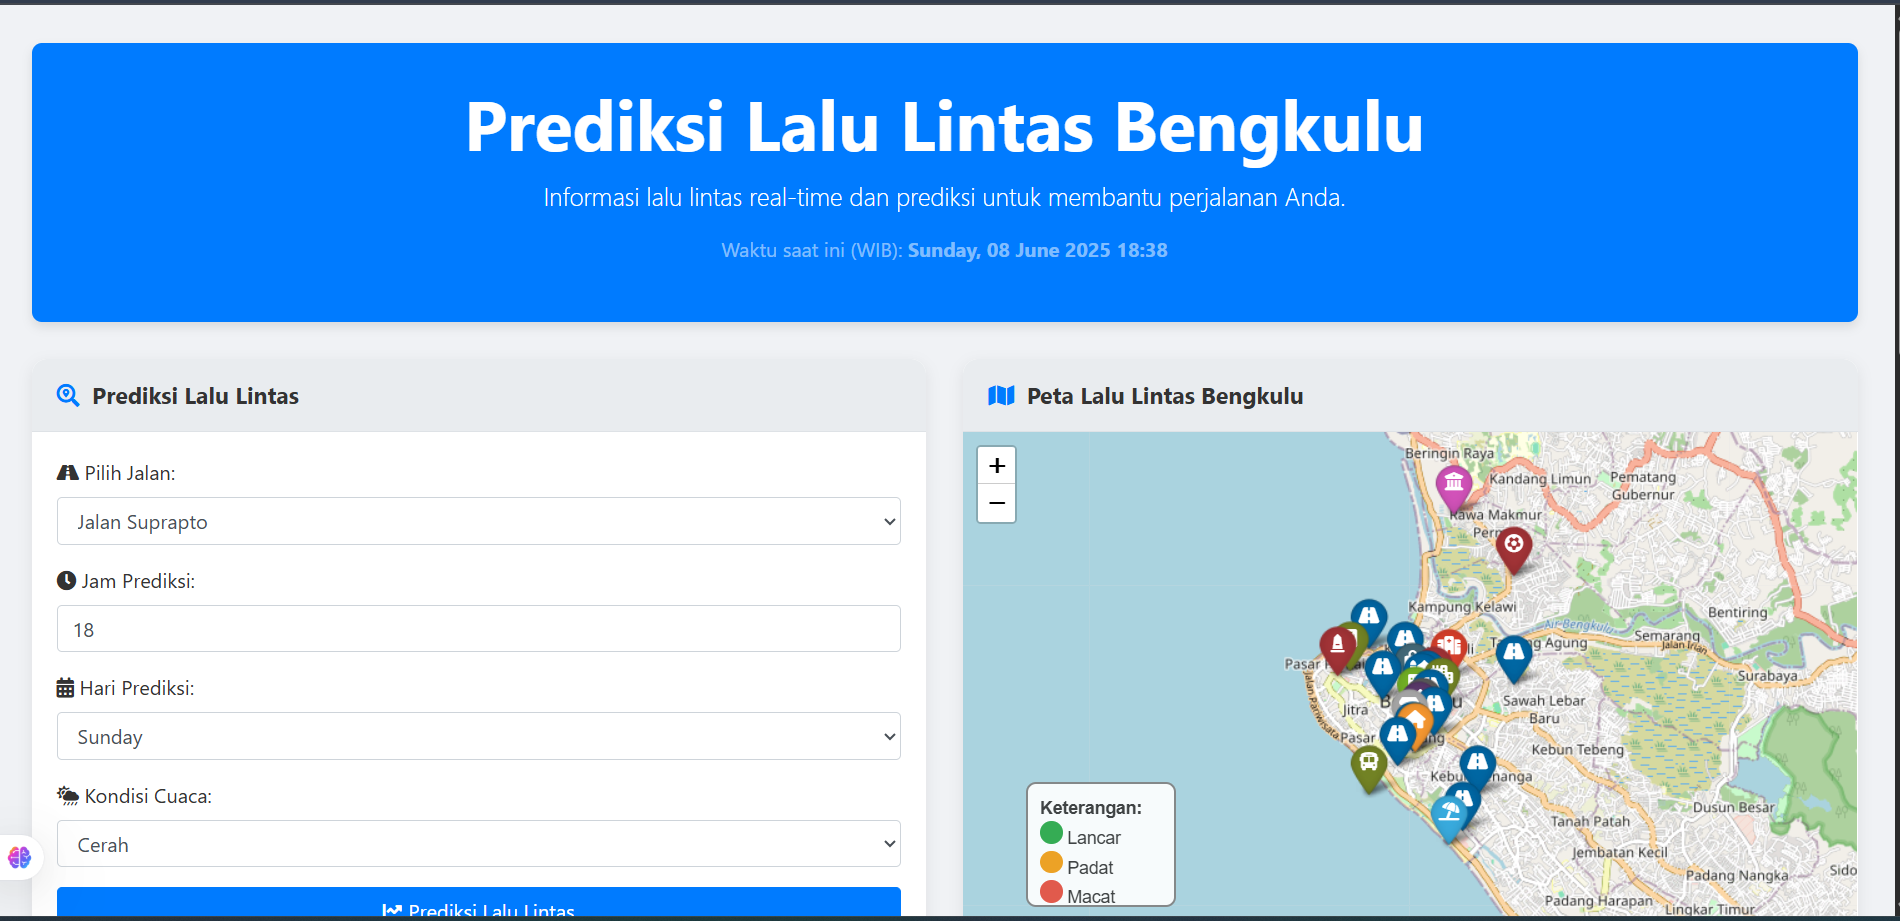 Prediksi Lalu Lintas Bengkulu
Informasi lalu lintas real-time dan prediksi untuk membantu perjalanan Anda.
Waktu saat ini (WIB): Sunday, 08 June 2025 18:38
Prediksi Lalu Lintas
Pilih Jalan:
Jalan Suprapto
Jam Prediksi:
18
Hari Prediksi:
Sunday
Kondisi Cuaca:
Cerah
Prediksi Lalu Lintas
Peta Lalu Lintas Bengkulu
+
−
Beringin Raya
Kandang Limun
Pematang
Gubernur
Rawa Makmur
Kampung Kelawi
Bentiring
Air-Bengkulu
Semarang
Jalan Irian
Agung
Pasar
Surabaya
Jalan Pariwisata
Jitra
Sawah Lebar
Baru
Pasar
Kebun Tebeng
Dusun Besar
Tanah Patah
Jembatan Kecil
Padang Nangka
Sido
Padang Harapan
Lingkar Timur
Keterangan:
Lancar
Padat
Macat